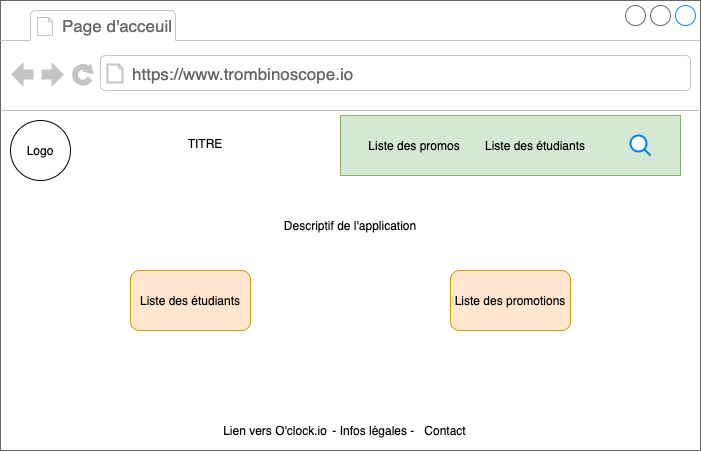 Page d'acceuil
https://www.trombinoscope.io
Logo
TITRE
Liste des promos
Liste des étudiants
Descriptif de l'application
Liste des étudiants
Liste des promotions
Lien vers O'clock.io - Infos légales - Contact